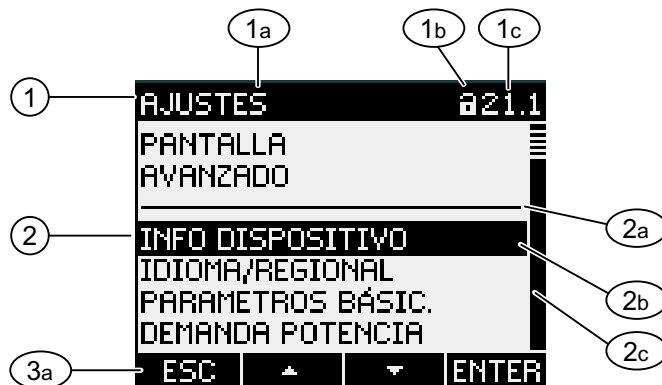 1a 1b 1c
1 AJUSTES 21.1
PANTALLA
AVANZADO
2a
2 INFO DISPOSITIVO
IDIOMA/REGIONAL 2b
PARAMETROS BÁSIC.
DEMANDA POTENCIA 2c
3a ESC ENTER